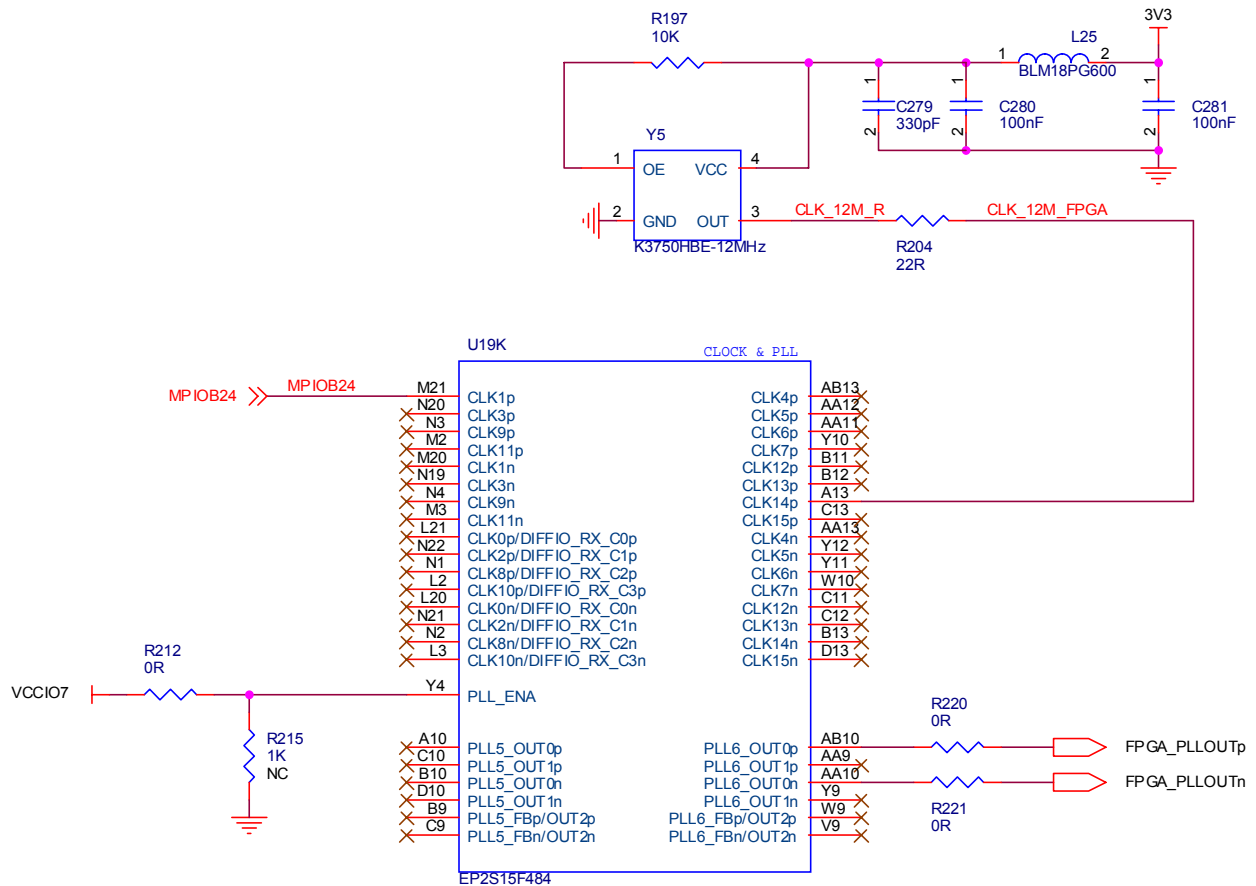 R197
10K
3V3
L25
1
2
BLM18PG600
1
C279
330pF
2
1
C280
100nF
2
1
C281
100nF
2
Y5
1
OE
VCC
4
2
GND
OUT
3
K3750HBE-12MHz
CLK_12M_R
CLK_12M_FPGA
R204
22R
U19K
CLOCK & PLL
MPIOB24
MPIOB24
M21
CLK1p
N20
CLK3p
N3
CLK9p
M2
CLK11p
M20
CLK1n
N19
CLK3n
N4
CLK9n
M3
CLK11n
L21
CLK0p/DIFFIO_RX_C0p
N22
CLK2p/DIFFIO_RX_C1p
N1
CLK8p/DIFFIO_RX_C2p
L2
CLK10p/DIFFIO_RX_C3p
L20
CLK0n/DIFFIO_RX_C0n
N21
CLK2n/DIFFIO_RX_C1n
N2
CLK8n/DIFFIO_RX_C2n
L3
CLK10n/DIFFIO_RX_C3n
AB13
CLK4p
AA12
CLK5p
AA11
CLK6p
Y10
CLK7p
B11
CLK12p
B12
CLK13p
A13
CLK14p
C13
CLK15p
AA13
CLK4n
Y12
CLK5n
Y11
CLK6n
W10
CLK7n
C11
CLK12n
C12
CLK13n
B13
CLK14n
D13
CLK15n
R212
0R
VCCIO7
Y4
PLL_ENA
R215
1K
NC
A10
PLL5_OUT0p
C10
PLL5_OUT1p
B10
PLL5_OUT0n
D10
PLL5_OUT1n
B9
PLL5_FBp/OUT2p
C9
PLL5_FBn/OUT2n
AB10
PLL6_OUT0p
AA9
PLL6_OUT1p
AA10
PLL6_OUT0n
Y9
PLL6_OUT1n
W9
PLL6_FBp/OUT2p
V9
PLL6_FBn/OUT2n
R220
0R
FPGA_PLLOUTp
FPGA_PLLOUTn
R221
0R
EP2S15F484